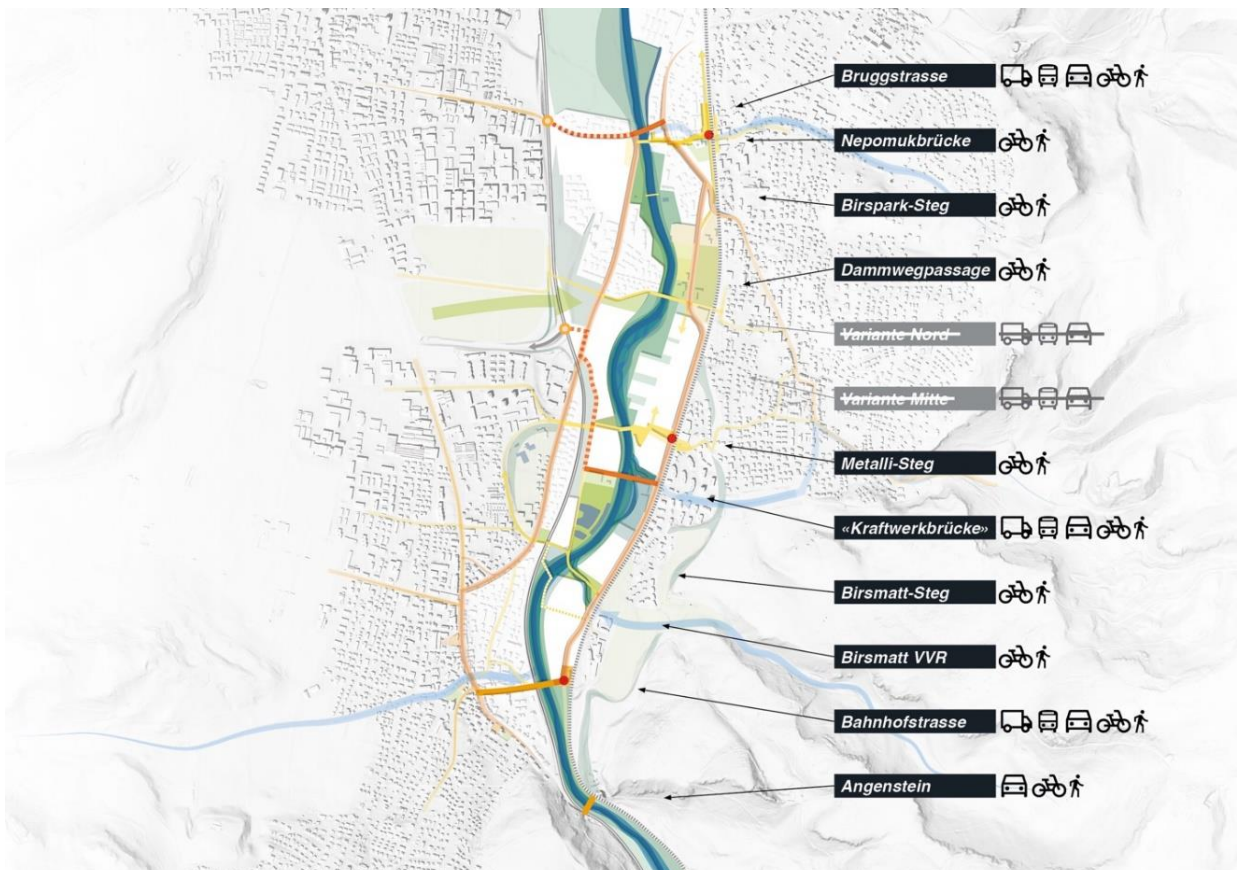 Bruggstrasse
Nepomukbrücke
Birspark-Steg
Dammwegpassage
Variante Nord
Variante Mitte
Metalli-Steg
«Kraftwerkbrücke»
Birsmatt-Steg
Birsmatt VVR
Bahnhofstrasse
Angenstein